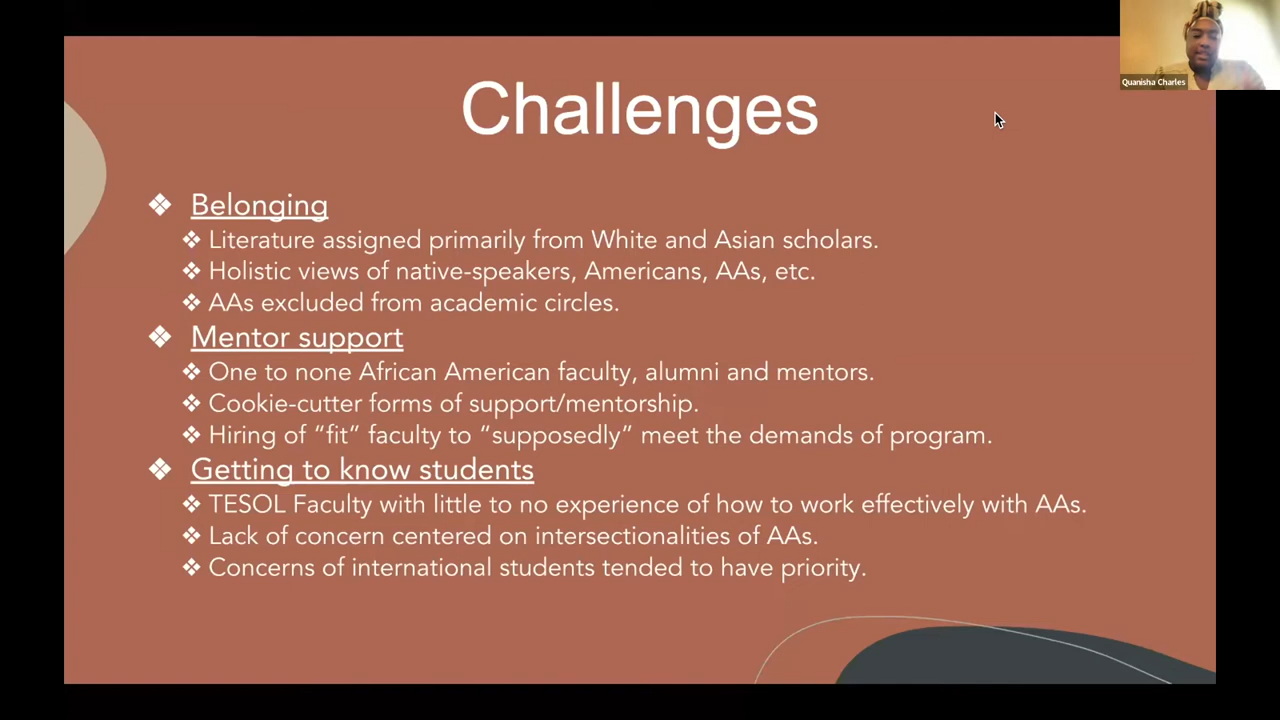 Quanisha Charles
Challenges
❖ Belonging
❖ Literature assigned primarily from White and Asian scholars.
❖ Holistic views of native-speakers, Americans, AAs, etc.
❖ AAs excluded from academic circles.
❖ Mentor support
❖ One to none African American faculty, alumni and mentors.
❖ Cookie-cutter forms of support/mentorship.
❖ Hiring of “fit” faculty to “supposedly” meet the demands of program.
❖ Getting to know students
❖ TESOL Faculty with little to no experience of how to work effectively with AAs.
❖ Lack of concern centered on intersectionalities of AAs.
❖ Concerns of international students tended to have priority.